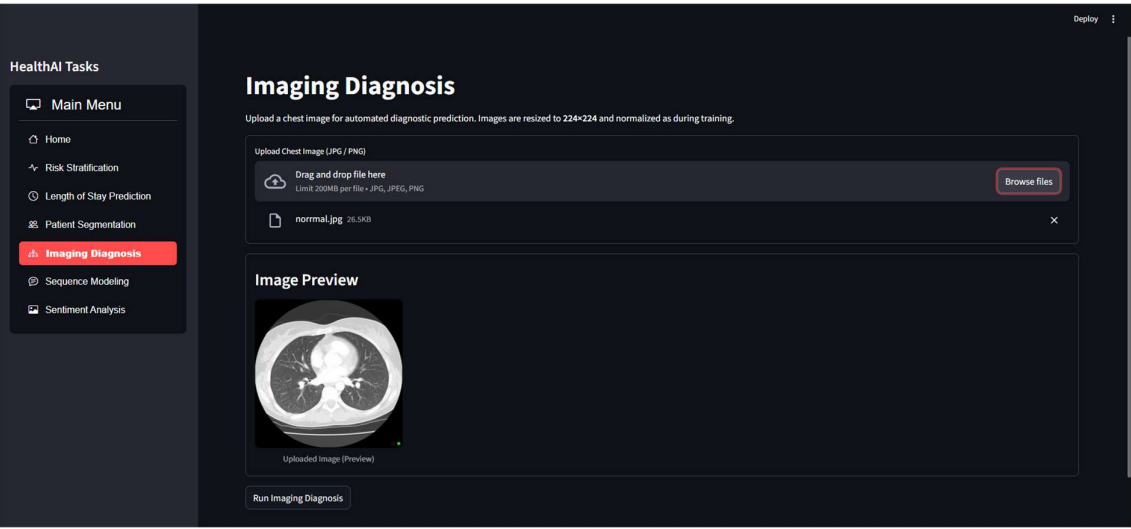 Deploy
HealthAI Tasks
Main Menu
Home
Risk Stratification
Length of Stay Prediction
Patient Segmentation
Imaging Diagnosis
Sequence Modeling
Sentiment Analysis
Imaging Diagnosis
Upload a chest image for automated diagnostic prediction. Images are resized to 224×224 and normalized as during training.
Upload Chest Image (JPG / PNG)
Drag and drop file here
Limit 200MB per file • JPG, JPEG, PNG
Browse files
norrmal.jpg 26.5KB
Image Preview
Uploaded Image (Preview)
Run Imaging Diagnosis